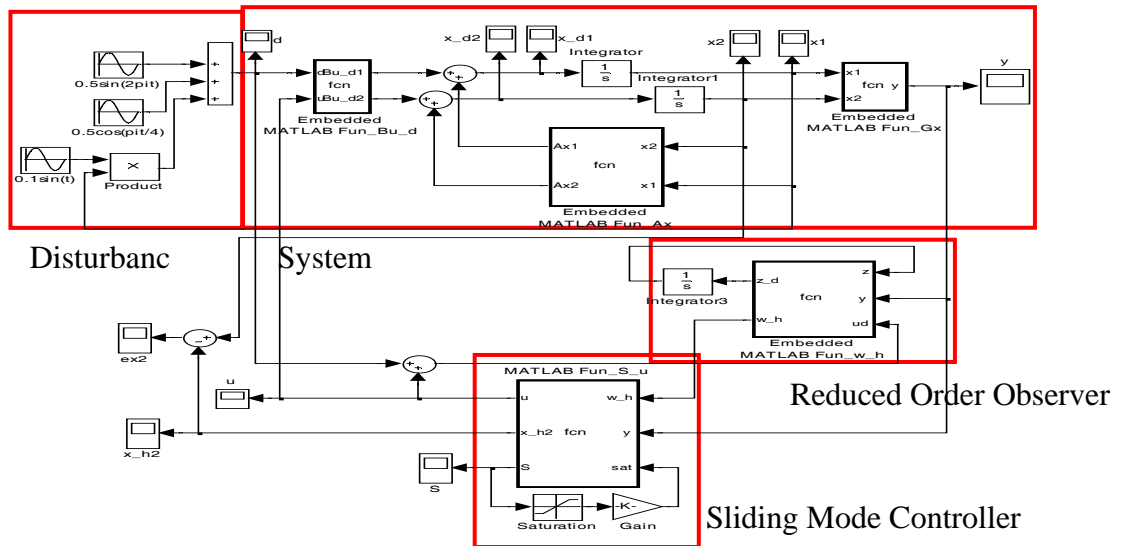 d
x_d2
x_d1
Integrator
x2
x1
y
0.5sin(2pit)
0.5cos(pit/4)
0.1sin(t)
+
+
+
×
Product
dBu_d1
fcn
uBu_d2
Embedded
MATLAB Fun_Bu_d
+
+
+
+
1
s
Integrator1
1
s
x1
fcn
y
x2
Embedded
MATLAB Fun_Gx
Ax1
x2
fcn
Ax2
x1
Embedded
MATLAB Fun_Ax
Disturbanc
System
1
s
Integrator3
z_d
z
fcn
y
w_h
ud
Embedded
MATLAB Fun_w_h
Reduced Order Observer
ex2
-
+
+
+
u
x_h2
S
MATLAB Fun_S_u
u
w_h
x_h2
fcn
y
S
sat
Saturation
-K-
Gain
Sliding Mode Controller